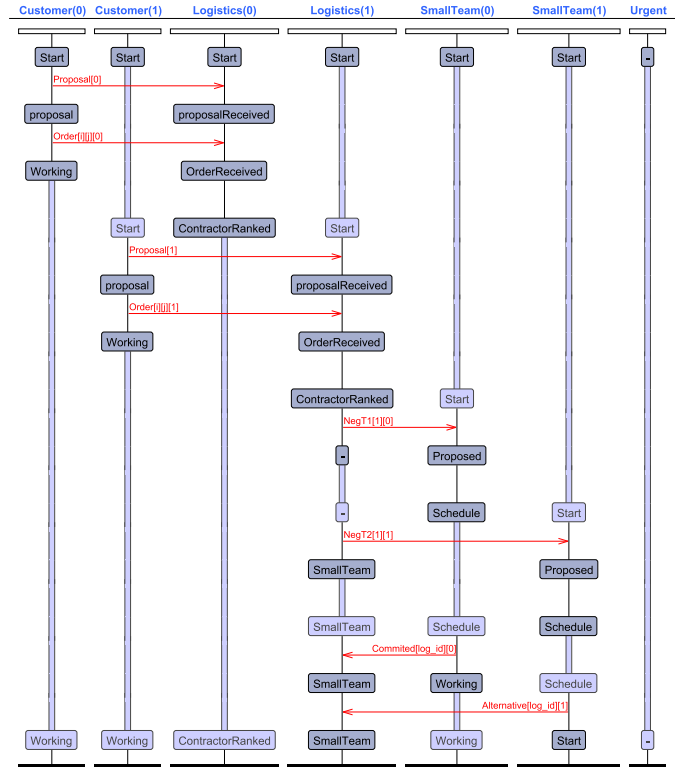 Customer(0) Customer(1) Logistics(0) Logistics(1) SmallTeam(0) SmallTeam(1) Urgent
Start Start Start Start Start Start -
Proposal[0]
proposal proposalReceived
Order[i][j][0]
Working OrderReceived
Start ContractorRanked Start
Proposal[1]
proposal proposalReceived
Order[i][j][1]
Working OrderReceived
ContractorRanked Start
NegT1[1][0]
- Proposed
- Schedule Start
NegT2[1][1]
SmallTeam Proposed
SmallTeam Schedule Schedule
Commited[log_id][0]
SmallTeam Working Schedule
Alternative[log_id][1]
Working Working ContractorRanked SmallTeam Working Start -